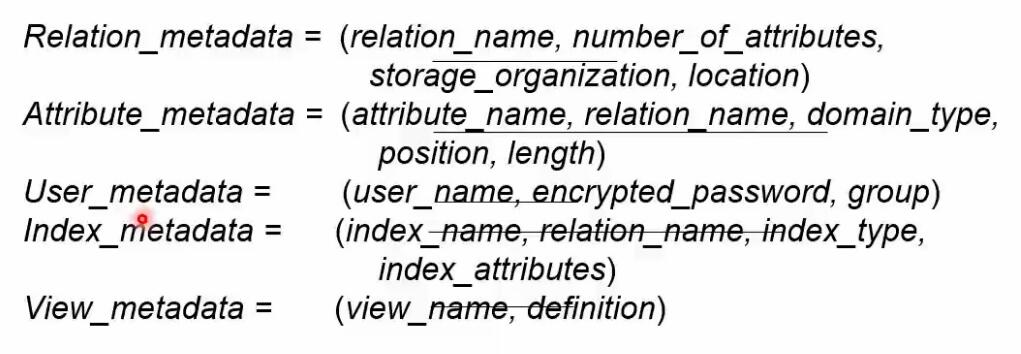 Relation_metadata = (relation_name, number_of_attributes,
storage_organization, location)
Attribute_metadata = (attribute_name, relation_name, domain_type,
position, length)
User_metadata = (user_name, encrypted_password, group)
Index_metadata = (index_name, relation_name, index_type,
index_attributes)
View_metadata = (view_name, definition)